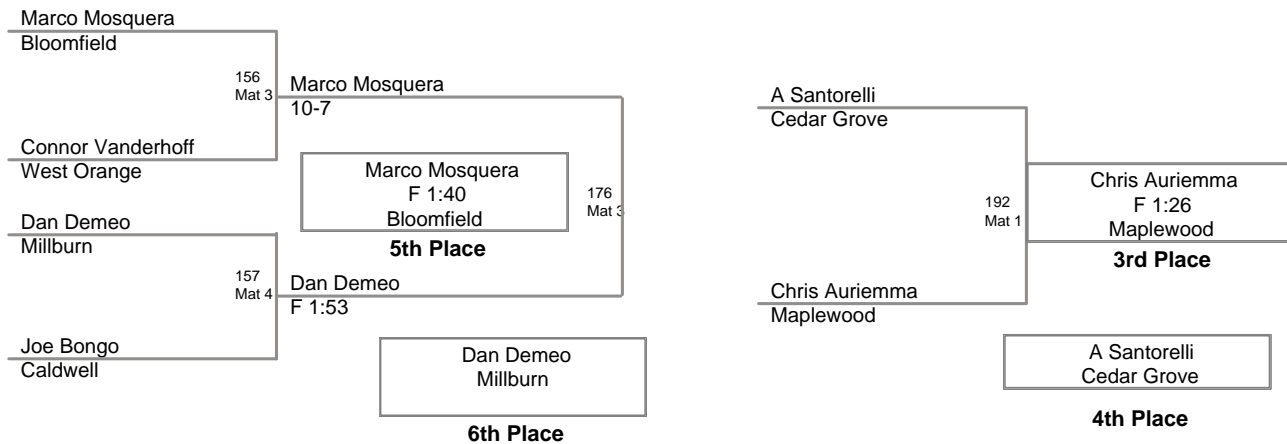 Marco Mosquera
Bloomfield
156
Mat 3
Marco Mosquera
10-7
Connor Vanderhoff
West Orange
Marco Mosquera
F 1:40
Bloomfield
5th Place
176
Mat 3
Dan Demeo
Millburn
157
Mat 4
Dan Demeo
F 1:53
Joe Bongo
Caldwell
Dan Demeo
Millburn
6th Place
A Santorelli
Cedar Grove
192
Mat 1
Chris Auriemma
F 1:26
Maplewood
3rd Place
Chris Auriemma
Maplewood
A Santorelli
Cedar Grove
4th Place